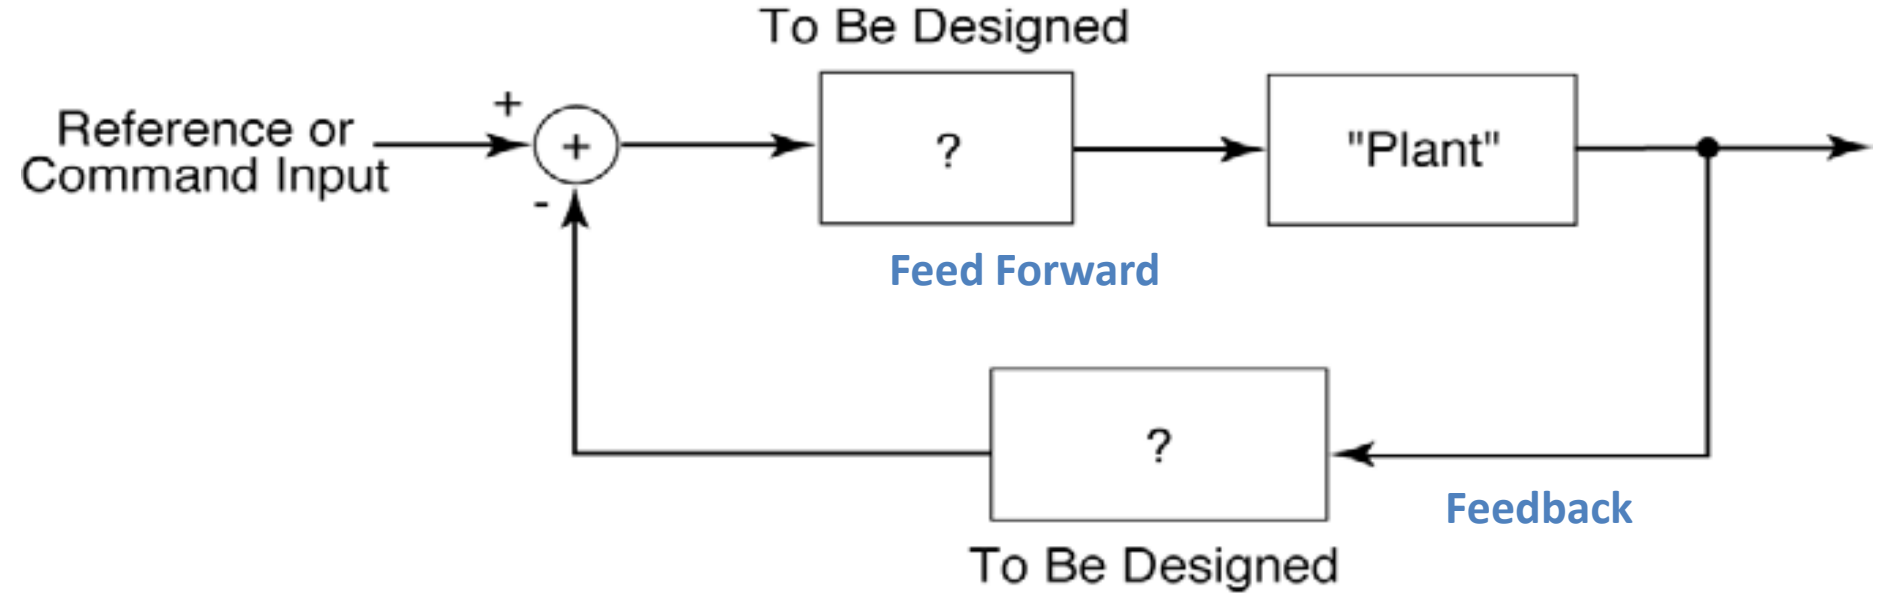 To Be Designed
+
Reference or
Command Input
+
?
"Plant"
-
Feed Forward
?
Feedback
To Be Designed